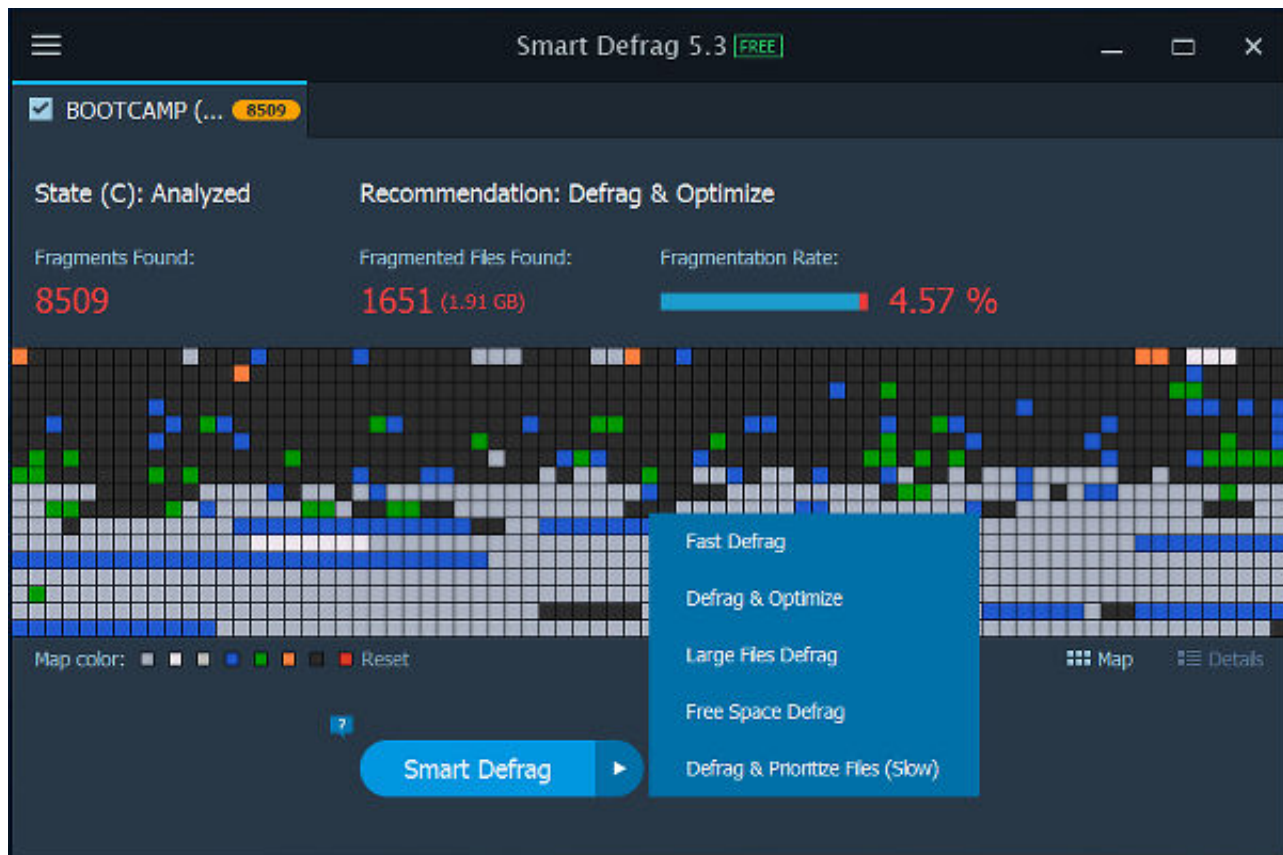 Smart Defrag 5.3 FREE
BOOTCAMP (... 8509
State (C): Analyzed
Recommendation: Defrag & Optimize
Fragments Found:
Fragmented Files Found:
Fragmentation Rate:
8509
1651 (1.91 GB)
4.57 %
Map color:
Reset
Map
Details
?
Smart Defrag
Fast Defrag
Defrag & Optimize
Large Files Defrag
Free Space Defrag
Defrag & Prioritize Files (Slow)